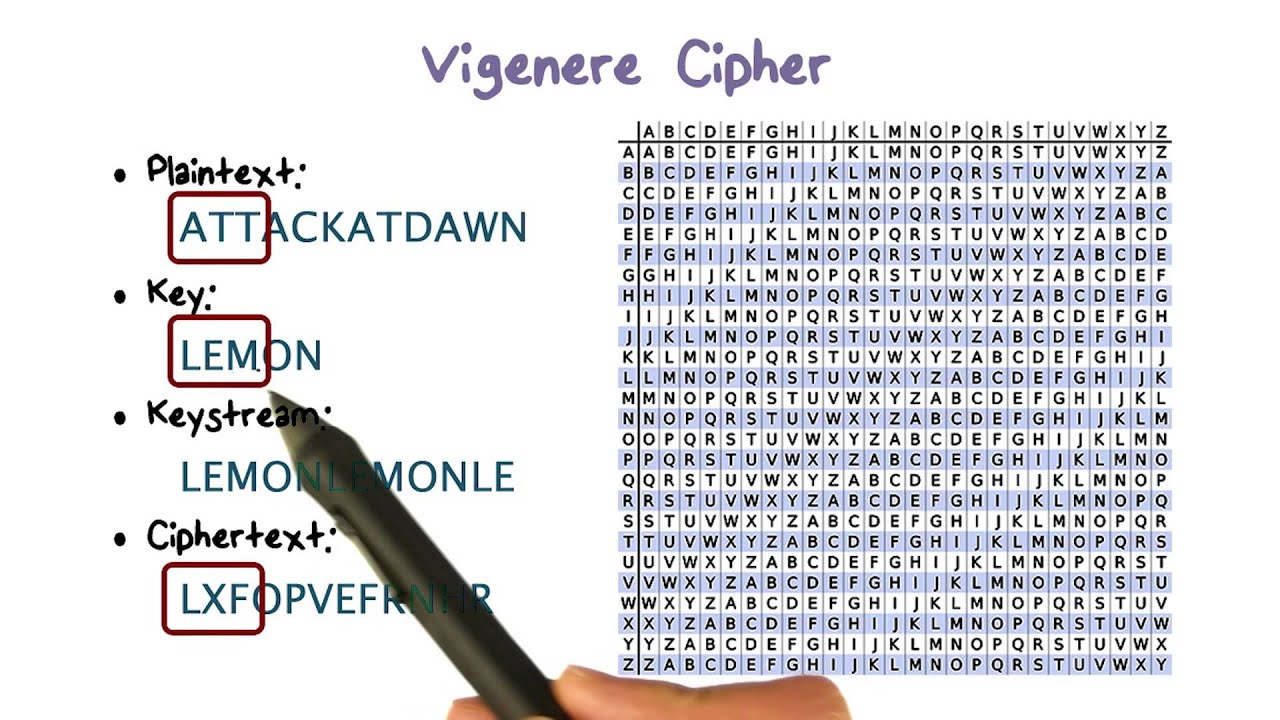 Vigenere Cipher
• Plaintext:
ATTACKATDAWN
• Key:
LEMON
• Keystream:
LEMONLEMONLE
• Ciphertext:
LXFOPVEFRNHR
A B C D E F G H I J K L M N O P Q R S T U V W X Y Z
A A B C D E F G H I J K L M N O P Q R S T U V W X Y Z
B B C D E F G H I J K L M N O P Q R S T U V W X Y Z A
C C D E F G H I J K L M N O P Q R S T U V W X Y Z A B
D D E F G H I J K L M N O P Q R S T U V W X Y Z A B C
E E F G H I J K L M N O P Q R S T U V W X Y Z A B C D
F F G H I J K L M N O P Q R S T U V W X Y Z A B C D E
G G H I J K L M N O P Q R S T U V W X Y Z A B C D E F
H H I J K L M N O P Q R S T U V W X Y Z A B C D E F G
I I J K L M N O P Q R S T U V W X Y Z A B C D E F G H
J J K L M N O P Q R S T U V W X Y Z A B C D E F G H I
K K L M N O P Q R S T U V W X Y Z A B C D E F G H I J
L L M N O P Q R S T U V W X Y Z A B C D E F G H I J K
M M N O P Q R S T U V W X Y Z A B C D E F G H I J K L
N N O P Q R S T U V W X Y Z A B C D E F G H I J K L M
O O P Q R S T U V W X Y Z A B C D E F G H I J K L M N
P P Q R S T U V W X Y Z A B C D E F G H I J K L M N O
Q Q R S T U V W X Y Z A B C D E F G H I J K L M N O P
R R S T U V W X Y Z A B C D E F G H I J K L M N O P Q
S S T U V W X Y Z A B C D E F G H I J K L M N O P Q R
T T U V W X Y Z A B C D E F G H I J K L M N O P Q R S
U U V W X Y Z A B C D E F G H I J K L M N O P Q R S T
V V W X Y Z A B C D E F G H I J K L M N O P Q R S T U
W W X Y Z A B C D E F G H I J K L M N O P Q R S T U V
X X Y Z A B C D E F G H I J K L M N O P Q R S T U V W
Y Y Z A B C D E F G H I J K L M N O P Q R S T U V W X
Z Z A B C D E F G H I J K L M N O P Q R S T U V W X Y